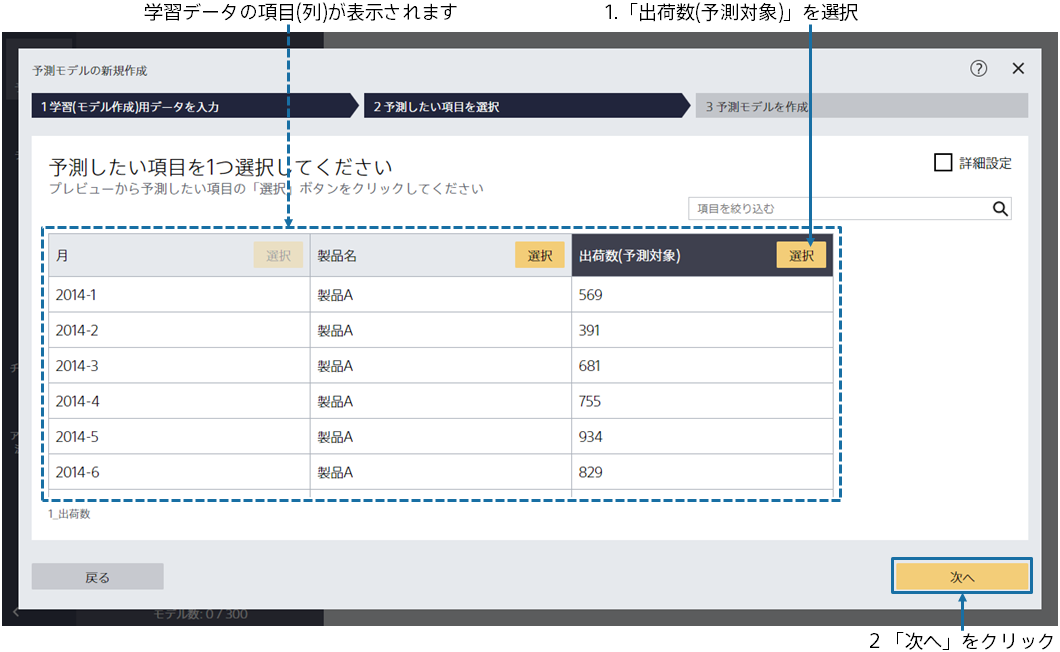 学習データの項目(列)が表示されます
1.「出荷数(予測対象)」を選択
予測モデルの新規作成
?
1 学習(モデル作成)用データを入力
2 予測したい項目を選択
3 予測モデルを作成
予測したい項目を1つ選択してください
詳細設定
プレビューから予測したい項目の「選択」ボタンをクリックしてください
項目を絞り込む
月 選択 製品名 選択 出荷数(予測対象) 選択
2014-1 製品A 569
2014-2 製品A 391
2014-3 製品A 681
2014-4 製品A 755
2014-5 製品A 934
2014-6 製品A 829
1_出荷数
戻る
次へ
モデル数: 0 / 300
2 「次へ」をクリック